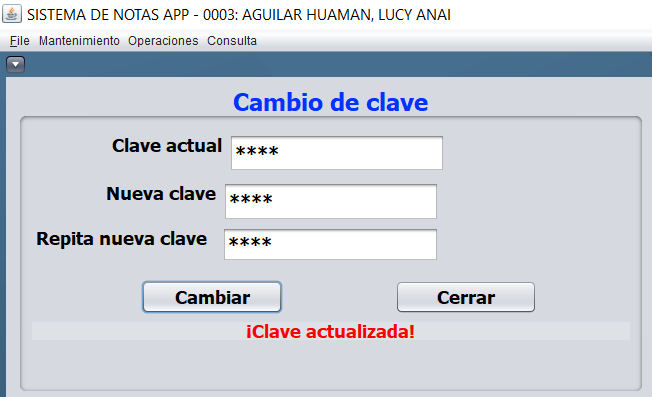 SISTEMA DE NOTAS APP - 0003: AGUILAR HUAMAN, LUCY ANAI
File Mantenimiento Operaciones Consulta
Cambio de clave
Clave actual ****
Nueva clave ****
Repita nueva clave ****
Cambiar Cerrar
¡Clave actualizada!